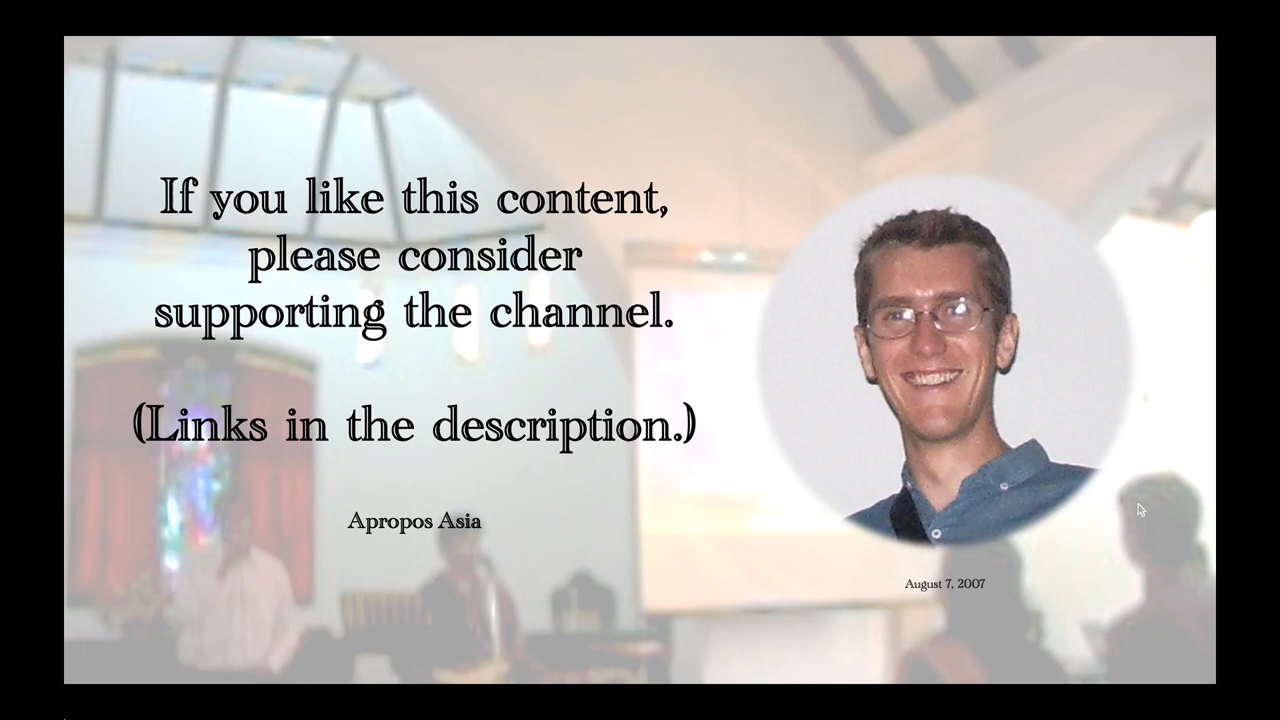 If you like this content,
please consider
supporting the channel.
(Links in the description.)
Apropos Asia
August 7, 2007